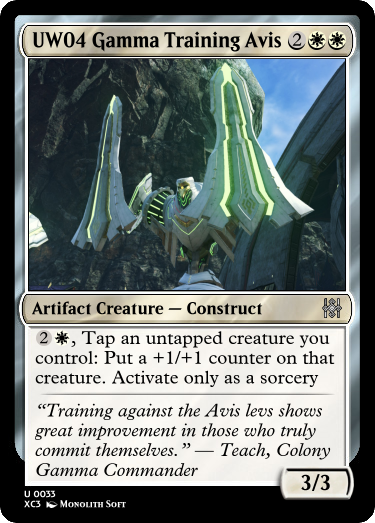 UW04 Gamma Training Avis 2
Artifact Creature — Construct
2, Tap an untapped creature you
control: Put a +1/+1 counter on that
creature. Activate only as a sorcery
“Training against the Avis levs shows
great improvement in those who truly
commit themselves.” — Teach, Colony
Gamma Commander
3/3
U 0033
XC3 Monolith Soft